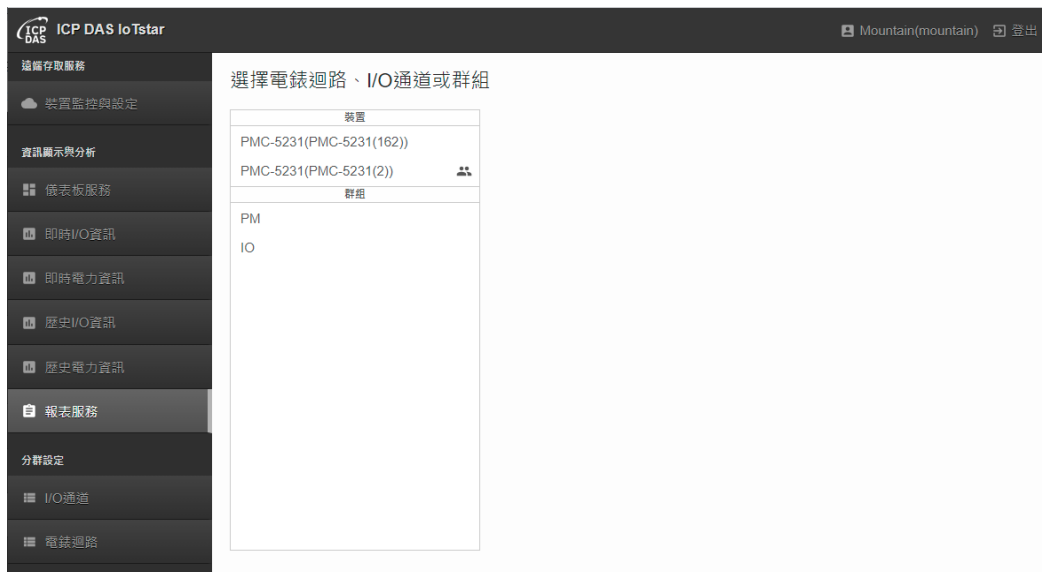 ICP DAS
ICP DAS IoTstar
Mountain(mountain)
登出
遠端存取服務
裝置監控與設定
資訊顯示與分析
儀表板服務
即時I/O資訊
即時電力資訊
歷史I/O資訊
歷史電力資訊
報表服務
分群設定
I/O通道
電錶迴路
選擇電錶迴路、I/O通道或群組
裝置
PMC-5231(PMC-5231(162))
PMC-5231(PMC-5231(2))
群組
PM
IO